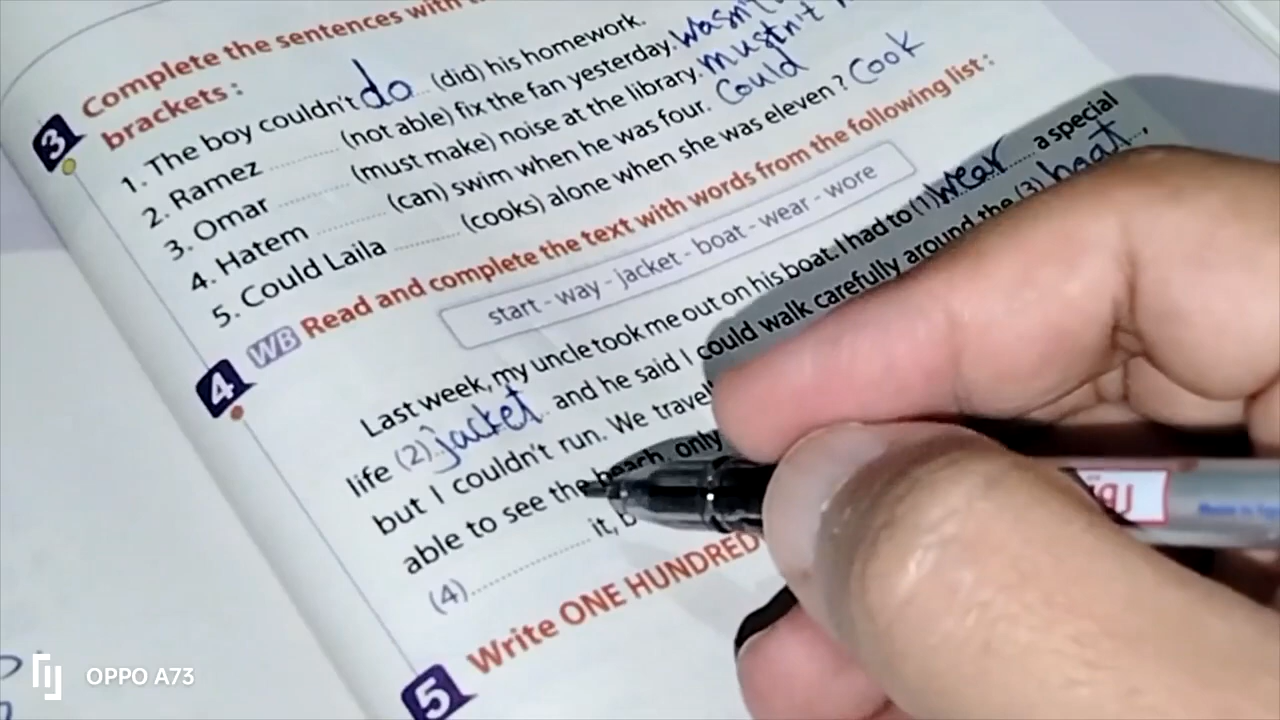 3 Complete the sentences with
brackets :
1. The boy couldn't do (did) his homework.
2. Ramez ............ (not able) fix the fan yesterday. wasn't
3. Omar ............ (must make) noise at the library. mustn't
4. Hatem ............ (can) swim when he was four. Could
5. Could Laila ............ (cooks) alone when she was eleven ? Cook
4 WB Read and complete the text with words from the following list :
start - way - jacket - boat - wear - wore
Last week, my uncle took me out on his boat. I had to (1) wear a special
life (2) jacket and he said I could walk carefully around the (3) boat,
but I couldn't run. We
able to see the beach, only
(4)............ it,
5 Write ONE HUNDRED
OPPO A73